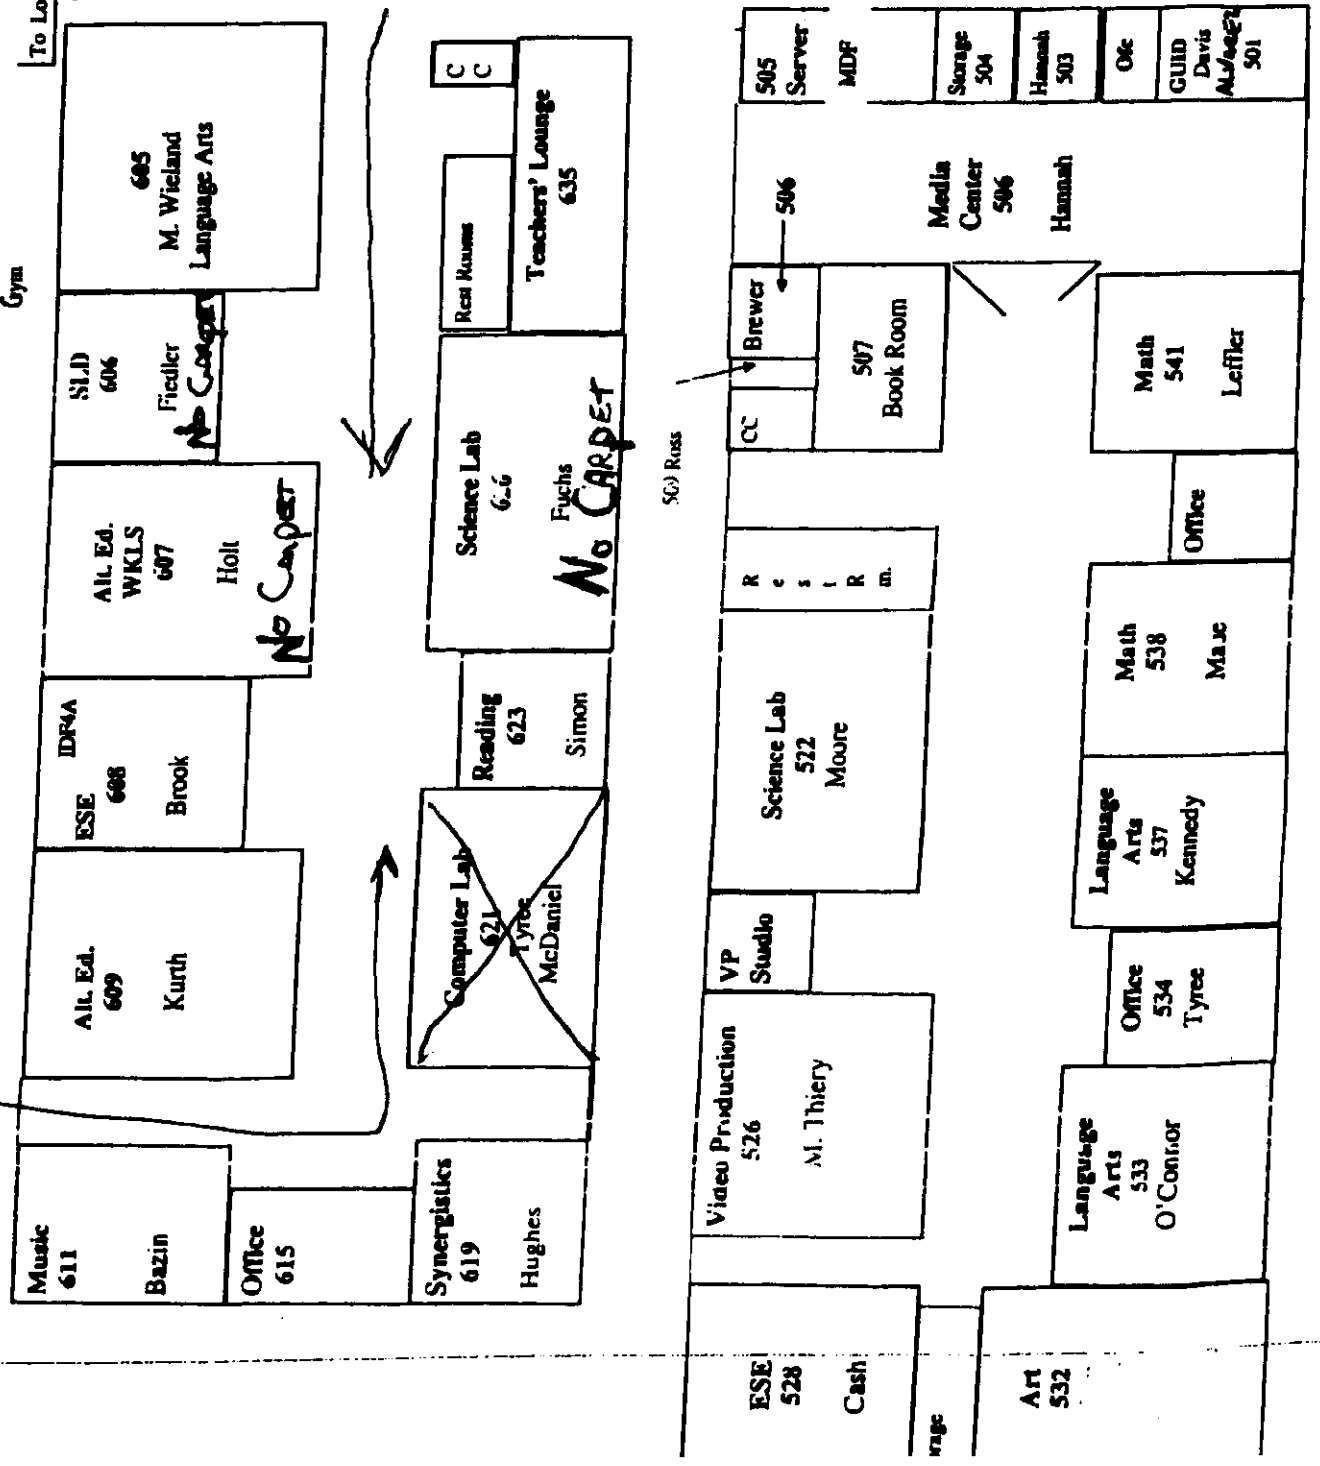 To Lo
Gym
605
M. Wieland
Language Arts
SLD
606
Fiedler
No Carpet
Alt. Ed.
WKLS
607
Holt
No Carpet
IDF4A
ESE
608
Brook
Alt. Ed.
609
Kurth
Music
611
Bazin
Office
615
Synergistics
619
Hughes
C
C
Teachers' Lounge
635
Rest Rooms
Science Lab
Fuchs
No CARPET
Reading
623
Simon
Computer Lab
621
Tyree
McDaniel
505
Server
MDF
Storage
504
Hannah
503
Ofc
GUID
Davis
501
506
Media
Center
506
Hannah
Brewer
CC
507
Book Room
509 Ross
R
e
s
t
R
m.
Science Lab
522
Moore
VP
Studio
Video Production
526
M. Thiery
ESE
528
Cash
rage
Art
532
Math
541
Leffler
Office
Math
538
Language
Arts
537
Kennedy
Office
534
Tyree
Language
Arts
533
O'Connor